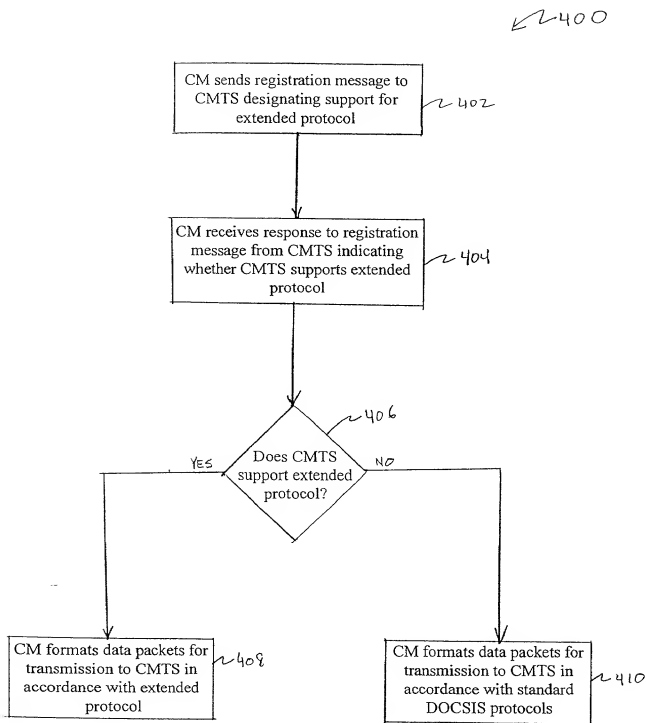 400
CM sends registration message to
CMTS designating support for
extended protocol
402
CM receives response to registration
message from CMTS indicating
whether CMTS supports extended
protocol
404
406
Does CMTS
support extended
protocol?
YES
NO
CM formats data packets for
transmission to CMTS in
accordance with extended
protocol
408
CM formats data packets for
transmission to CMTS in
accordance with standard
DOCSIS protocols
410